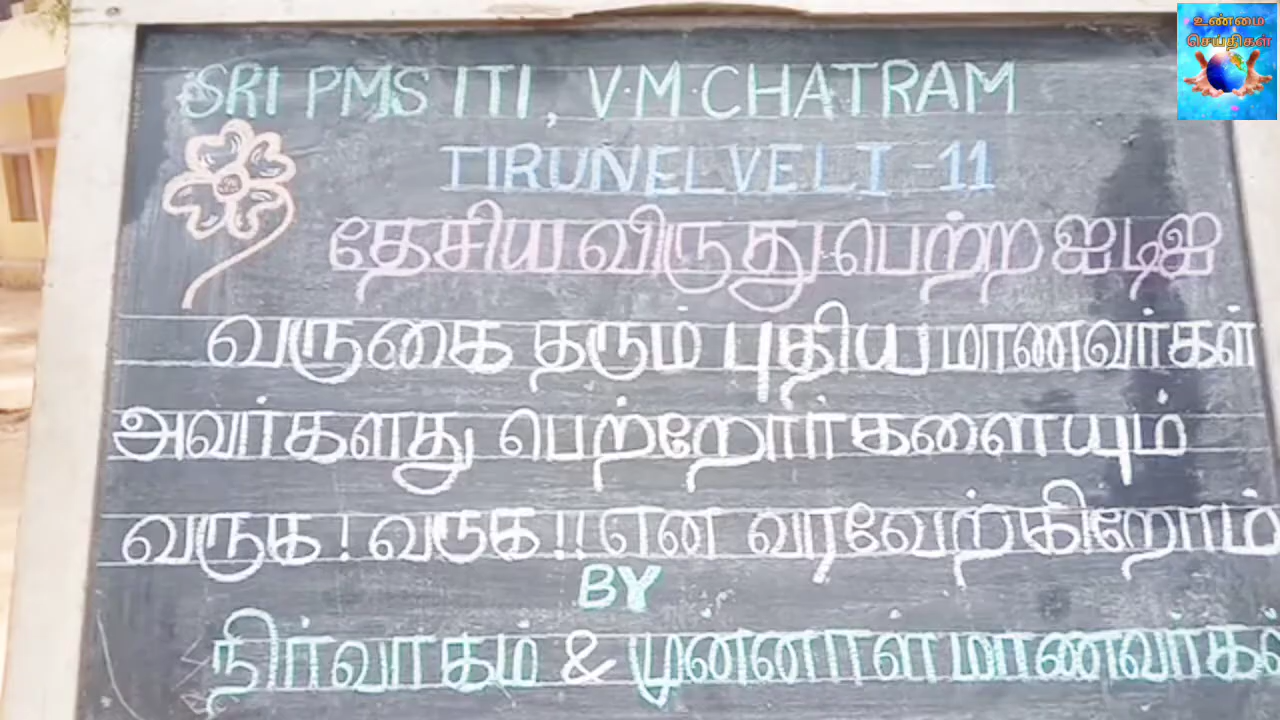 உண்மை
செய்திகள்
SRI PMS ITI, V.M.CHATRAM
TIRUNELVELI -11
தேசிய விருது பெற்ற ஐடிஐ
வருகை தரும் புதிய மாணவர்கள்
அவர்களது பெற்றோர்களையும்
வருக ! வருக !! என வரவேற்கிறோம்
BY
நிர்வாகம் & முன்னாள் மாணவர்கள்